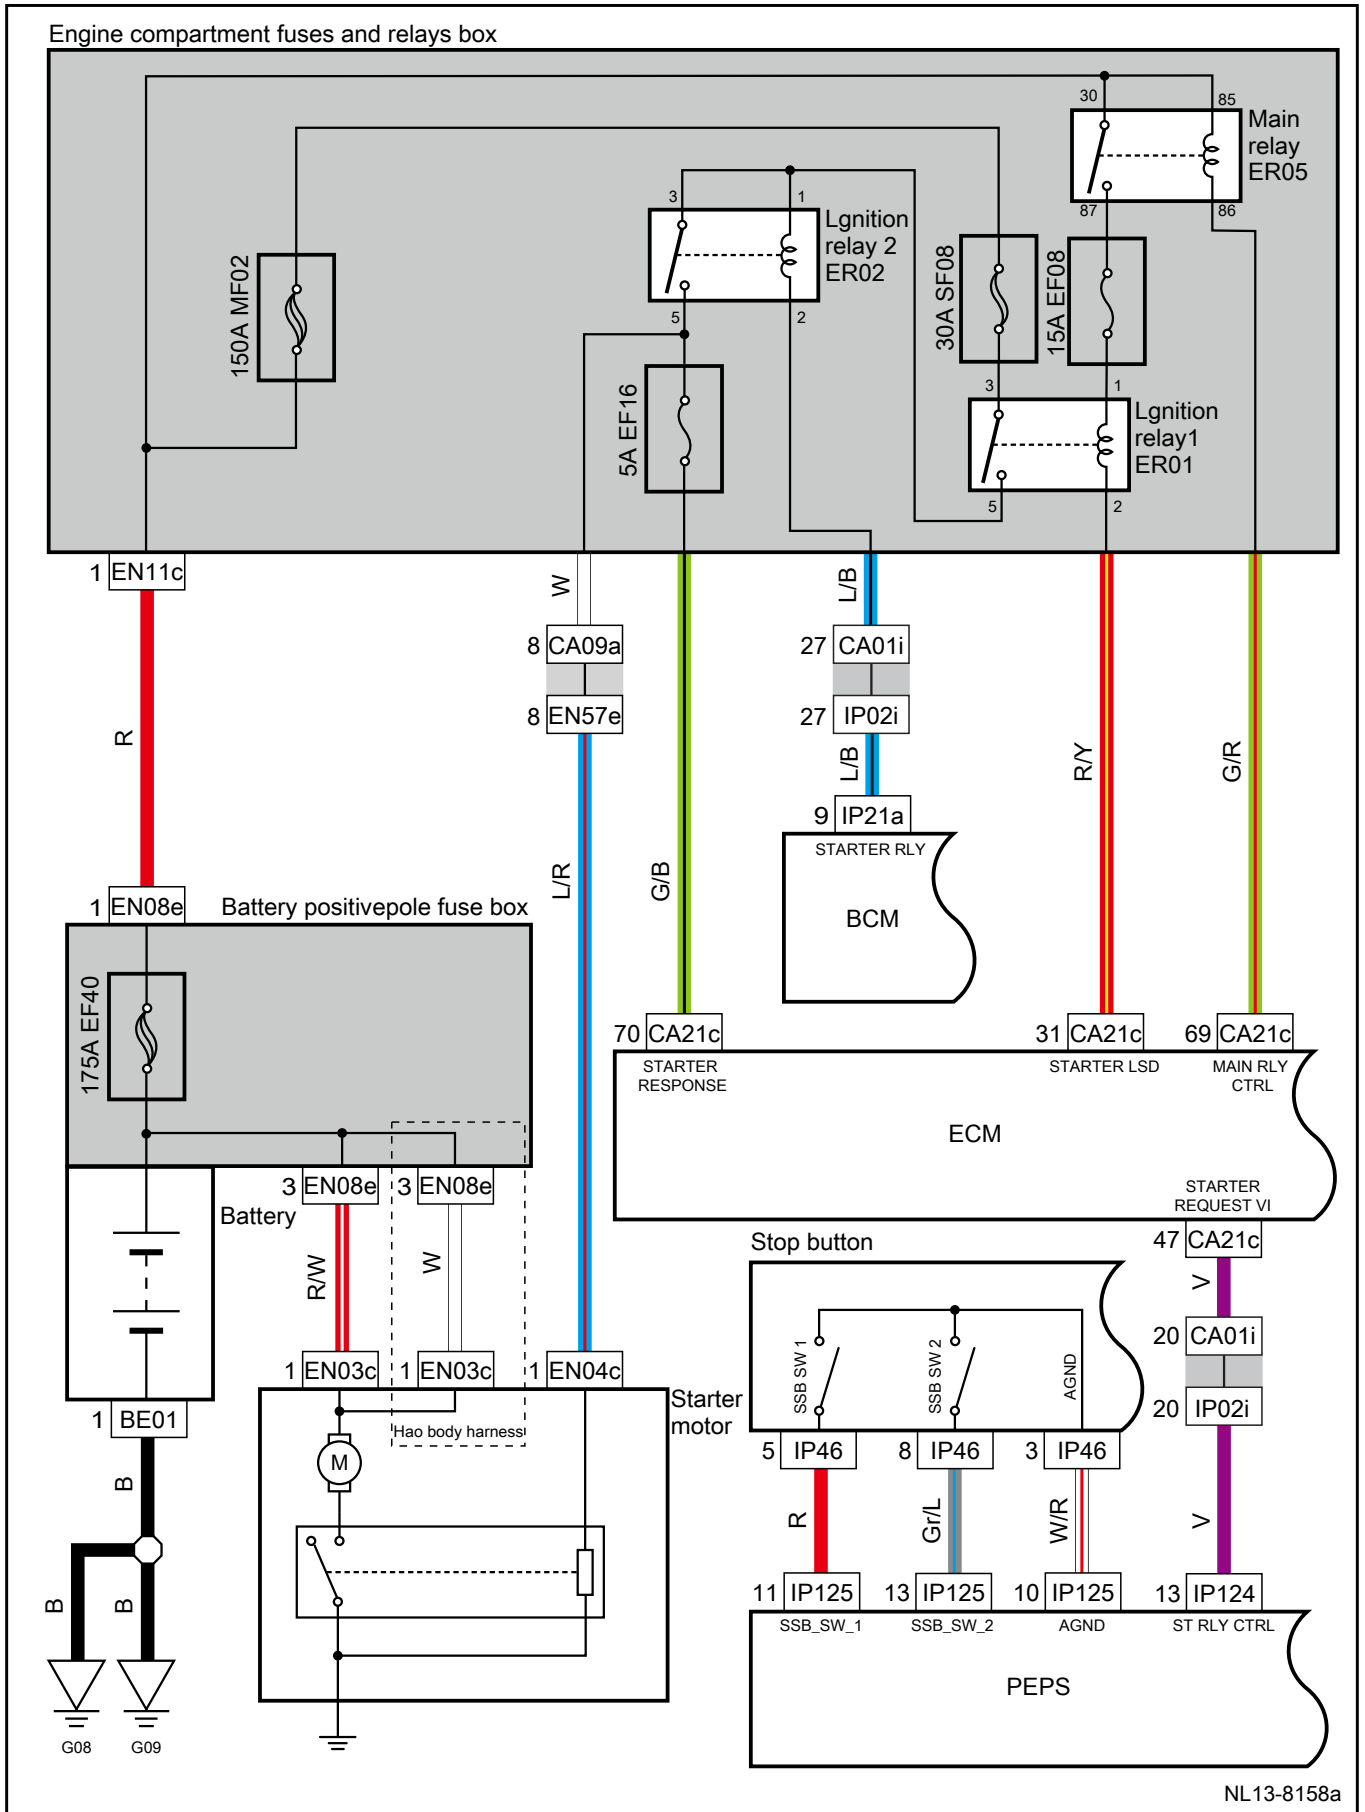 Engine compartment fuses and relays box
30
85
Main
relay
ER05
87
86
3
1
Lgnition
relay 2
ER02
5
2
150A MF02
30A SF08
15A EF08
5A EF16
3
1
Lgnition
relay1
ER01
5
2
1 EN11c
W
L/B
8 CA09a
27 CA01i
8 EN57e
27 IP02i
R
L/B
R/Y
G/R
9 IP21a
STARTER RLY
BCM
L/R
G/B
1 EN08e
Battery positivepole fuse box
175A EF40
70 CA21c
31 CA21c
69 CA21c
STARTER
RESPONSE
STARTER LSD
MAIN RLY
CTRL
ECM
STARTER
REQUEST VI
3 EN08e
3 EN08e
Battery
47 CA21c
Stop button
R/W
W
V
20 CA01i
20 IP02i
1 EN03c
1 EN03c
1 EN04c
Starter
motor
SSB SW 1
SSB SW 2
AGND
1 BE01
Hao body harness
M
5 IP46
8 IP46
3 IP46
B
R
Gr/L
W/R
V
B
B
11 IP125
13 IP125
10 IP125
13 IP124
SSB_SW_1
SSB_SW_2
AGND
ST RLY CTRL
PEPS
G08
G09
NL13-8158a